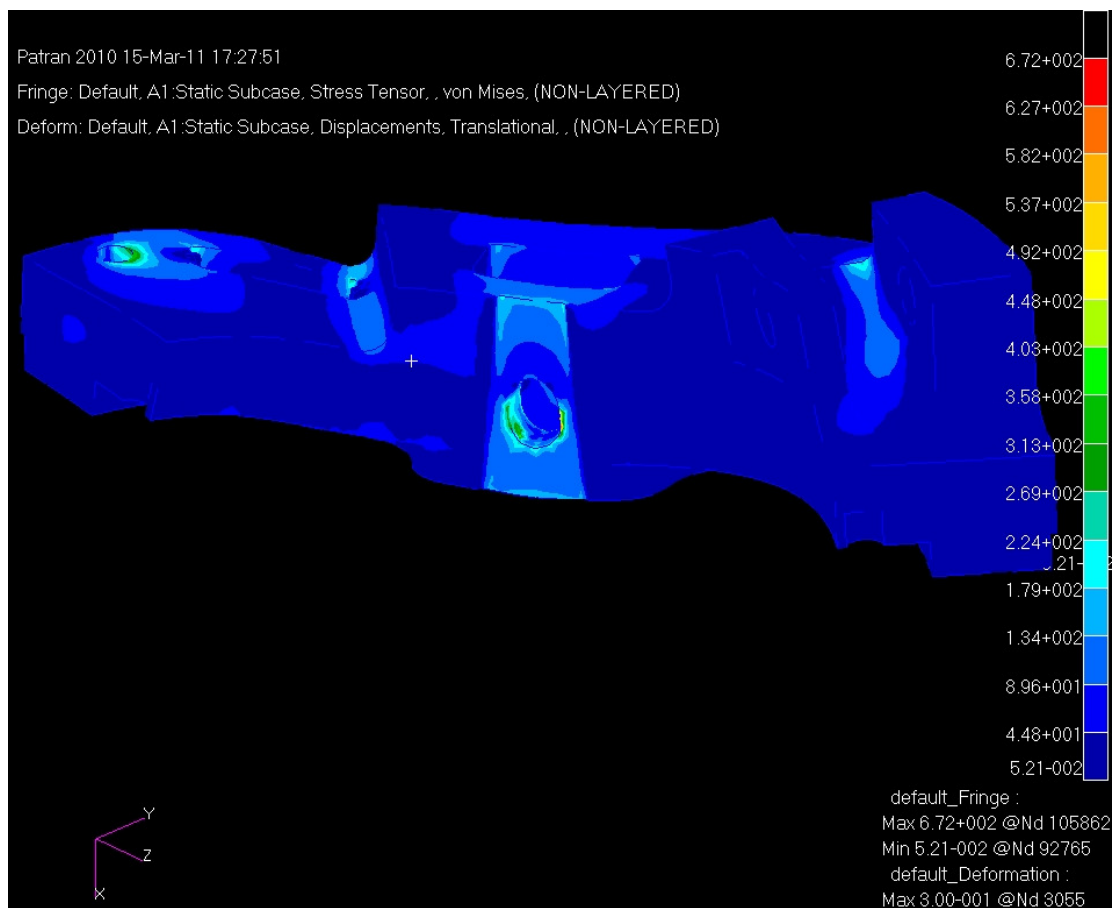 Patran 2010 15-Mar-11 17:27:51
Fringe: Default, A1:Static Subcase, Stress Tensor, , von Mises, (NON-LAYERED)
Deform: Default, A1:Static Subcase, Displacements, Translational, , (NON-LAYERED)
6.72+002
6.27+002
5.82+002
5.37+002
4.92+002
4.48+002
4.03+002
3.58+002
3.13+002
2.69+002
2.24+002
1.79+002
1.34+002
8.96+001
4.48+001
5.21-002
Y
Z
X
default_Fringe :
Max 6.72+002 @Nd 105862
Min 5.21-002 @Nd 92765
default_Deformation :
Max 3.00-001 @Nd 3055